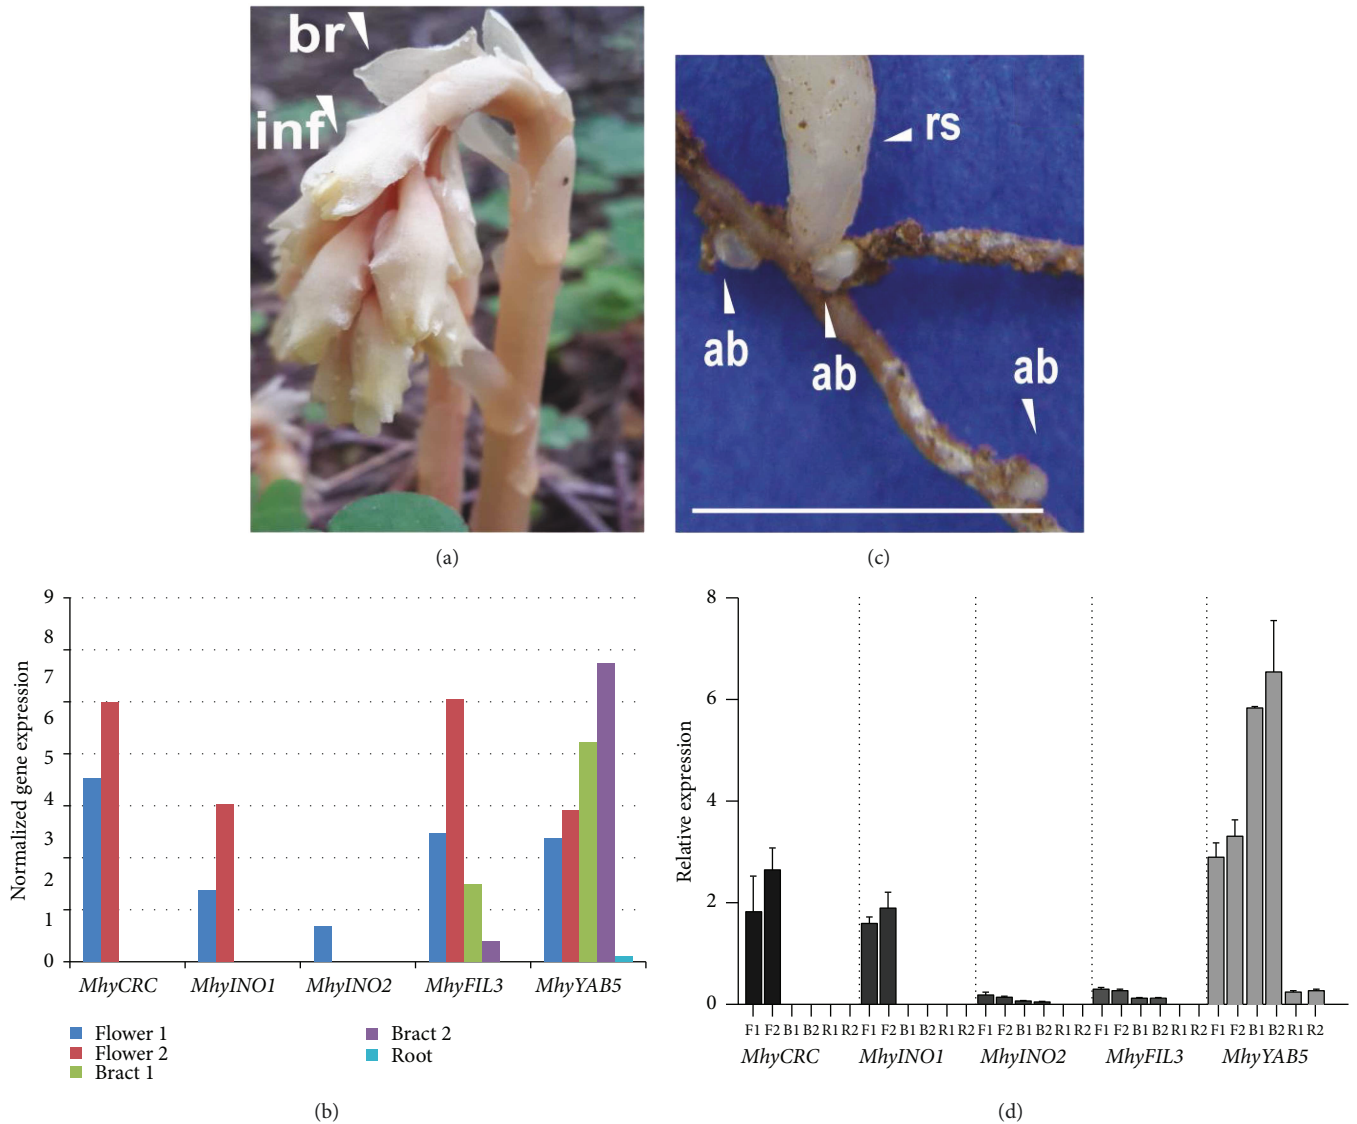 br
inf
rs
ab
ab
ab
(a)
(c)
9
8
7
6
5
4
3
2
1
0
Normalized gene expression
MhyCRC MhyINO1 MhyINO2 MhyFIL3 MhyYAB5
Flower 1
Flower 2
Bract 1
Bract 2
Root
(b)
8
6
4
2
0
Relative expression
F1 F2 B1 B2 R1 R2 F1 F2 B1 B2 R1 R2 F1 F2 B1 B2 R1 R2 F1 F2 B1 B2 R1 R2 F1 F2 B1 B2 R1 R2
MhyCRC MhyINO1 MhyINO2 MhyFIL3 MhyYAB5
(d)